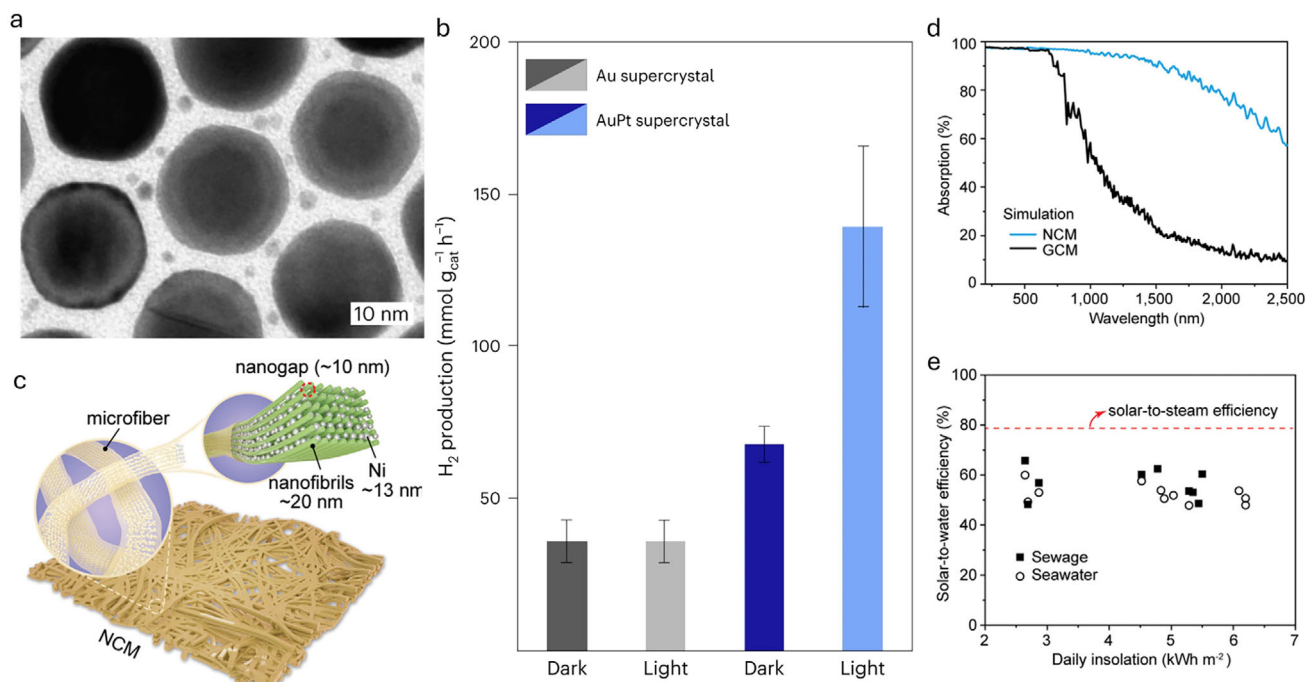 a
10 nm
b
H₂ production (mmol g_cat⁻¹ h⁻¹)
200
150
100
50
Au supercrystal
AuPt supercrystal
Dark
Light
Dark
Light
c
nanogap (~10 nm)
microfiber
nanofibrils
~20 nm
Ni
~13 nm
NCM
d
Absorption (%)
100
80
60
40
20
0
Simulation
NCM
GCM
500
1,000
1,500
2,000
2,500
Wavelength (nm)
e
Solar-to-water efficiency (%)
100
80
60
40
20
0
solar-to-steam efficiency
Sewage
Seawater
2
3
4
5
6
7
Daily insolation (kWh m⁻²)